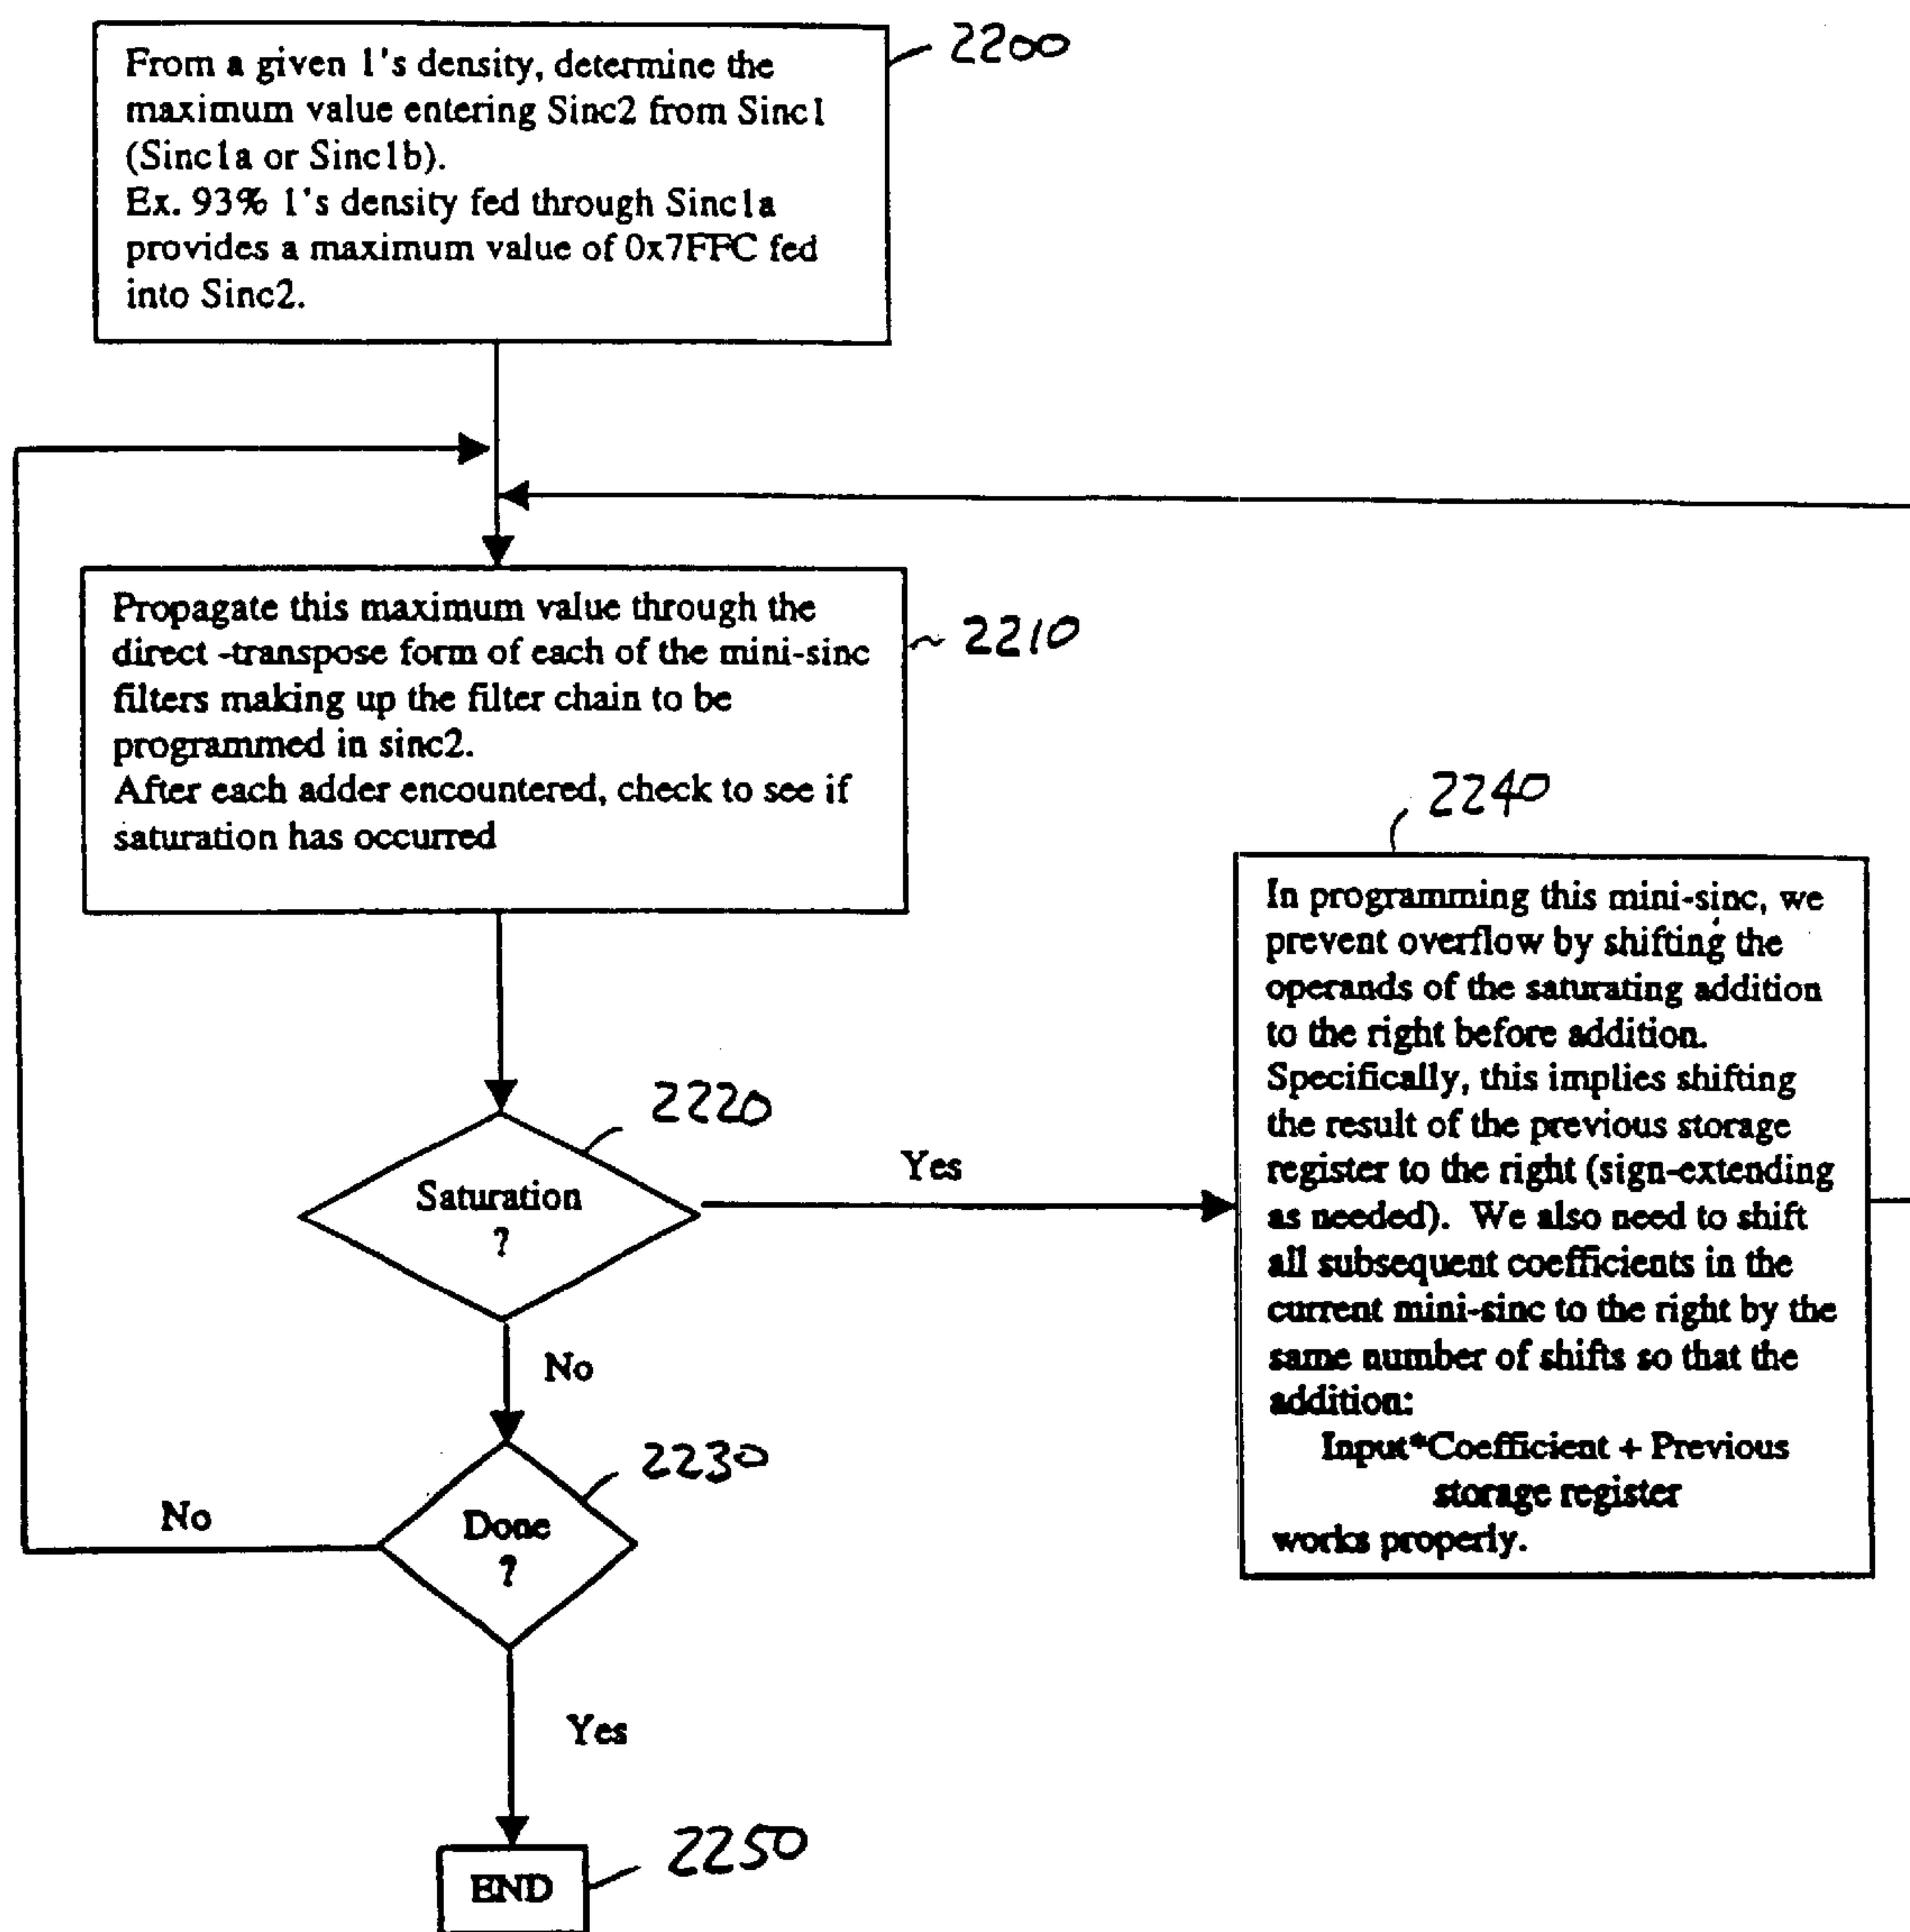 From a given 1's density, determine the
maximum value entering Sinc2 from Sinc1
(Sinc1a or Sinc1b).
Ex. 93% 1's density fed through Sinc1a
provides a maximum value of 0x7FFC fed
into Sinc2.
2200
Propagate this maximum value through the
direct -transpose form of each of the mini-sinc
filters making up the filter chain to be
programmed in sinc2.
After each adder encountered, check to see if
saturation has occurred
2210
Saturation
?
2220
Yes
No
2240
In programming this mini-sinc, we
prevent overflow by shifting the
operands of the saturating addition
to the right before addition.
Specifically, this implies shifting
the result of the previous storage
register to the right (sign-extending
as needed). We also need to shift
all subsequent coefficients in the
current mini-sinc to the right by the
same number of shifts so that the
addition:
Input*Coefficient + Previous
storage register
works properly.
Done
?
2230
No
Yes
END
2250